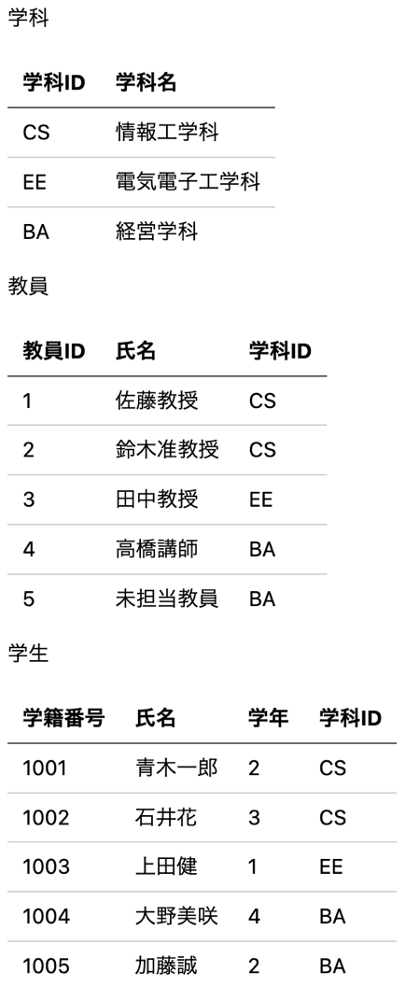 学科
学科ID 学科名
CS 情報工学科
EE 電気電子工学科
BA 経営学科
教員
教員ID 氏名 学科ID
1 佐藤教授 CS
2 鈴木准教授 CS
3 田中教授 EE
4 高橋講師 BA
5 未担当教員 BA
学生
学籍番号 氏名 学年 学科ID
1001 青木一郎 2 CS
1002 石井花 3 CS
1003 上田健 1 EE
1004 大野美咲 4 BA
1005 加藤誠 2 BA